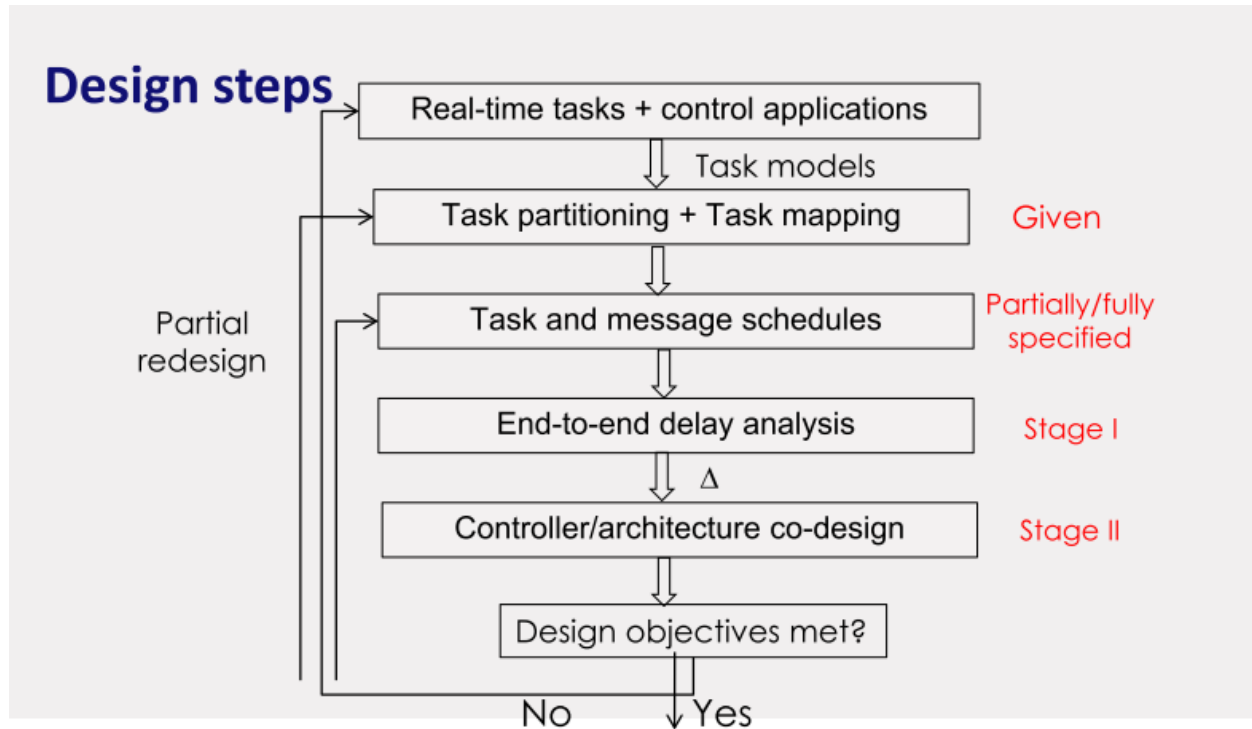 Design steps
Real-time tasks + control applications
Task models
Task partitioning + Task mapping
Given
Partial
redesign
Task and message schedules
Partially/fully
specified
End-to-end delay analysis
Stage I
Δ
Controller/architecture co-design
Stage II
Design objectives met?
No
Yes